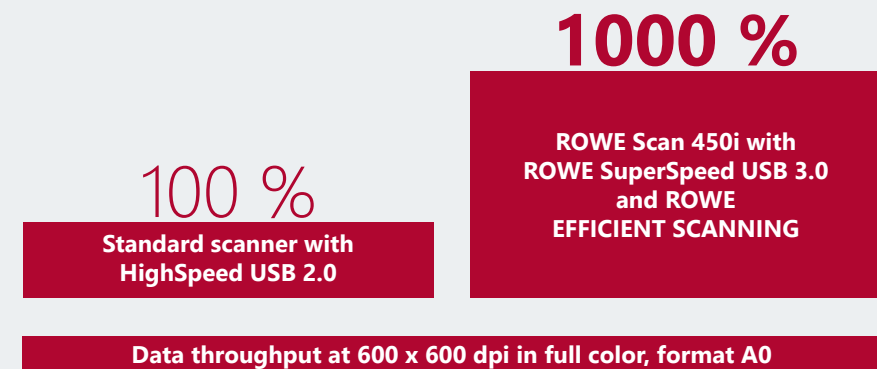 100 %
Standard scanner with
HighSpeed USB 2.0
1000 %
ROWE Scan 450i with
ROWE SuperSpeed USB 3.0
and ROWE
EFFICIENT SCANNING
Data throughput at 600 x 600 dpi in full color, format A0